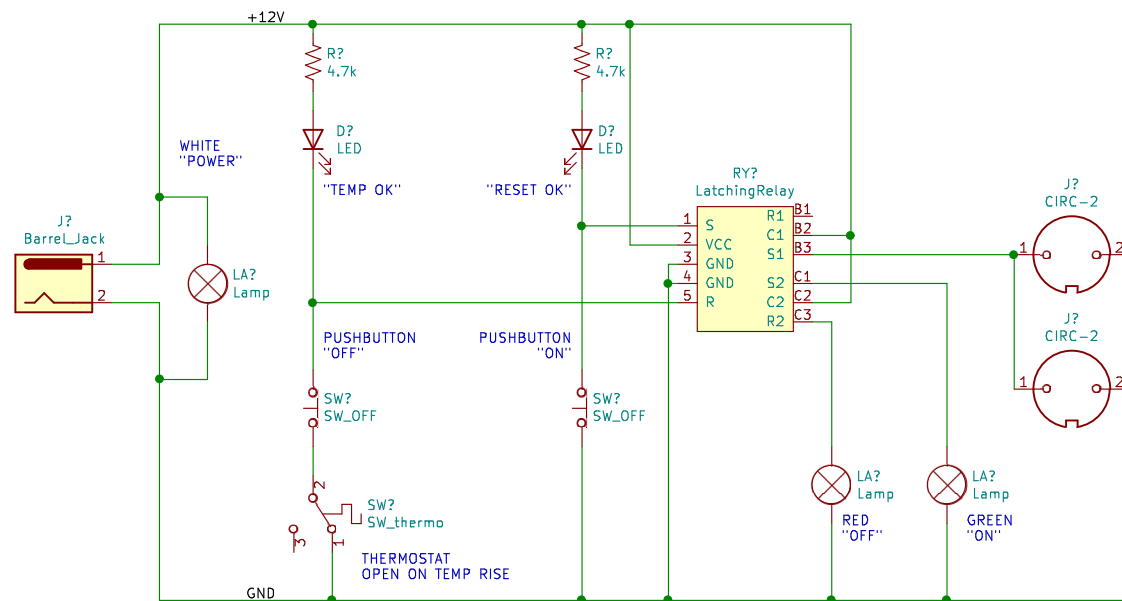 +12V
R?
4.7k
R?
4.7k
D?
LED
D?
LED
WHITE
"POWER"
"TEMP OK"
"RESET OK"
RY?
LatchingRelay
J?
CIRC-2
J?
Barrel_Jack
1
2
LA?
Lamp
1
2
3
4
5
S
VCC
GND
GND
R
R1
C1
S1
S2
C2
R2
B1
B2
B3
C1
C2
C3
1
2
J?
CIRC-2
1
2
PUSHBUTTON
"OFF"
PUSHBUTTON
"ON"
SW?
SW_OFF
SW?
SW_OFF
2
SW?
SW_thermo
3
1
THERMOSTAT
OPEN ON TEMP RISE
LA?
Lamp
RED
"OFF"
LA?
Lamp
GREEN
"ON"
GND